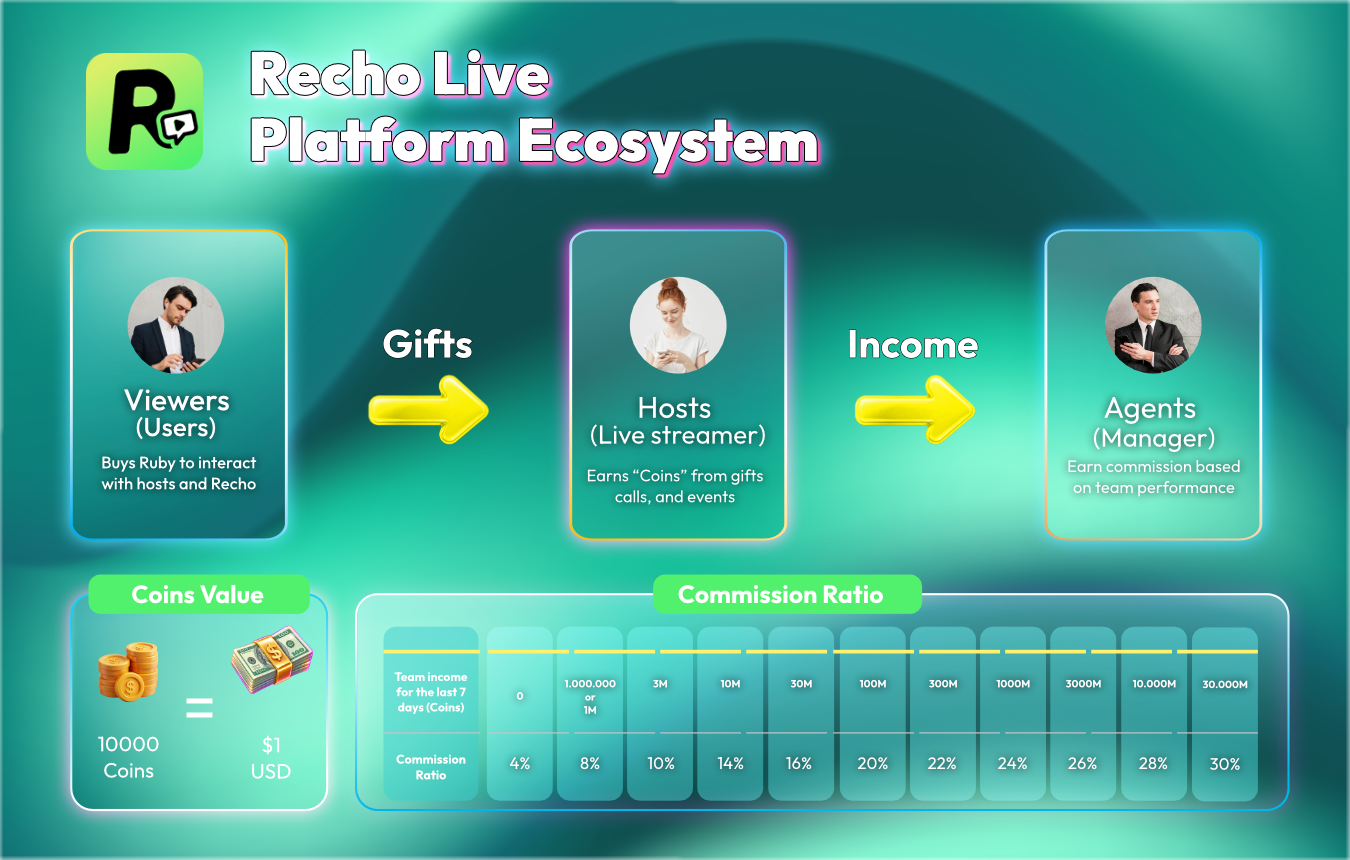 Recho Live
Platform Ecosystem
Viewers
(Users)
Buys Ruby to interact
with hosts and Recho
Gifts
Hosts
(Live streamer)
Earns “Coins” from gifts
calls, and events
Income
Agents
(Manager)
Earn commission based
on team performance
Coins Value
10000
Coins
=
$1
USD
Commission Ratio
Team income
for the last 7
days (Coins)
0
1.000.000
or
1M
3M
10M
30M
100M
300M
1000M
3000M
10.000M
30.000M
Commission
Ratio
4%
8%
10%
14%
16%
20%
22%
24%
26%
28%
30%